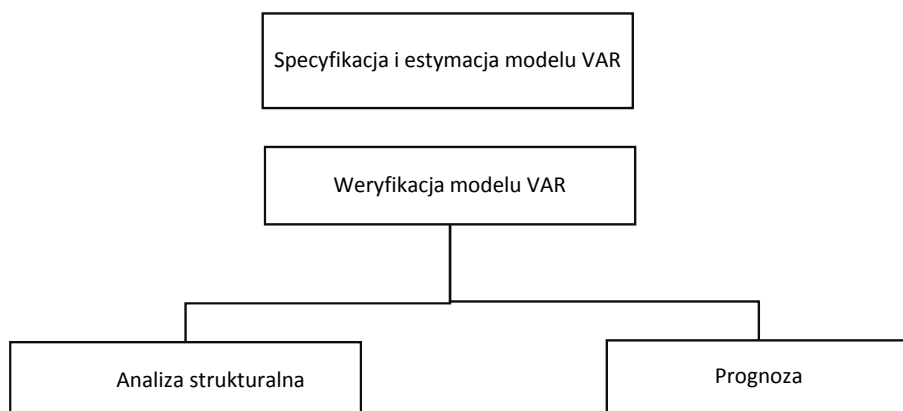 Specyfikacja i estymacja modelu VAR
Weryfikacja modelu VAR
Analiza strukturalna
Prognoza